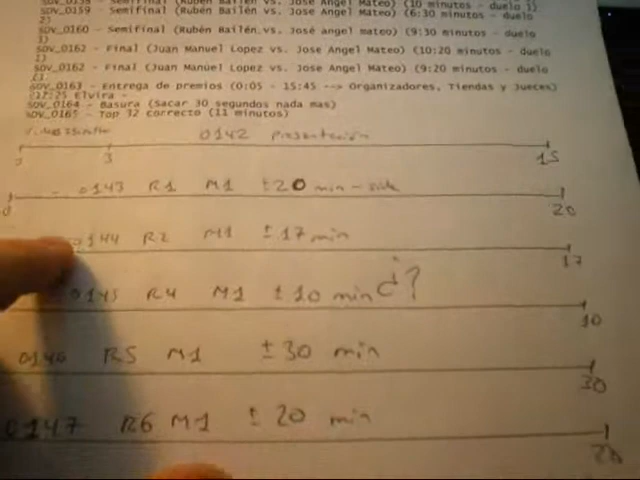 SOV_0159 - Semifinal (Rubén Bailén vs. Jose Angel Mateo) (6:30 minutos - duelo
2)
SOV_0160 - Semifinal (Rubén Bailén vs. José Angel Mateo) (9:30 minutos - duelo
3)
SOV_0162 - Final (Juan Manuel Lopez vs. Jose Angel Mateo) (10:20 minutos - duelo
1)
SOV_0162 - Final (Juan Manuel Lopez vs. Jose Angel Mateo) (9:20 minutos - duelo
SOV_0163 - Entrega de premios (0:05 - 15:45 --> Organizadores, Tiendas y Jueces)
Elvira -
SOV_0164 - Basura (Sacar 30 segundos nada mas)
SOV_0165 - Top 32 correcto (11 minutos)
0142 presentación
3 15
0143 R1 M1 ±20 min - side
0 20
0144 R2 M1 ±17 min
17
0145 R4 M1 ±10 min ¿?
10
0146 R5 M1 ±30 min
30
0147 R6 M1 ±20 min
20